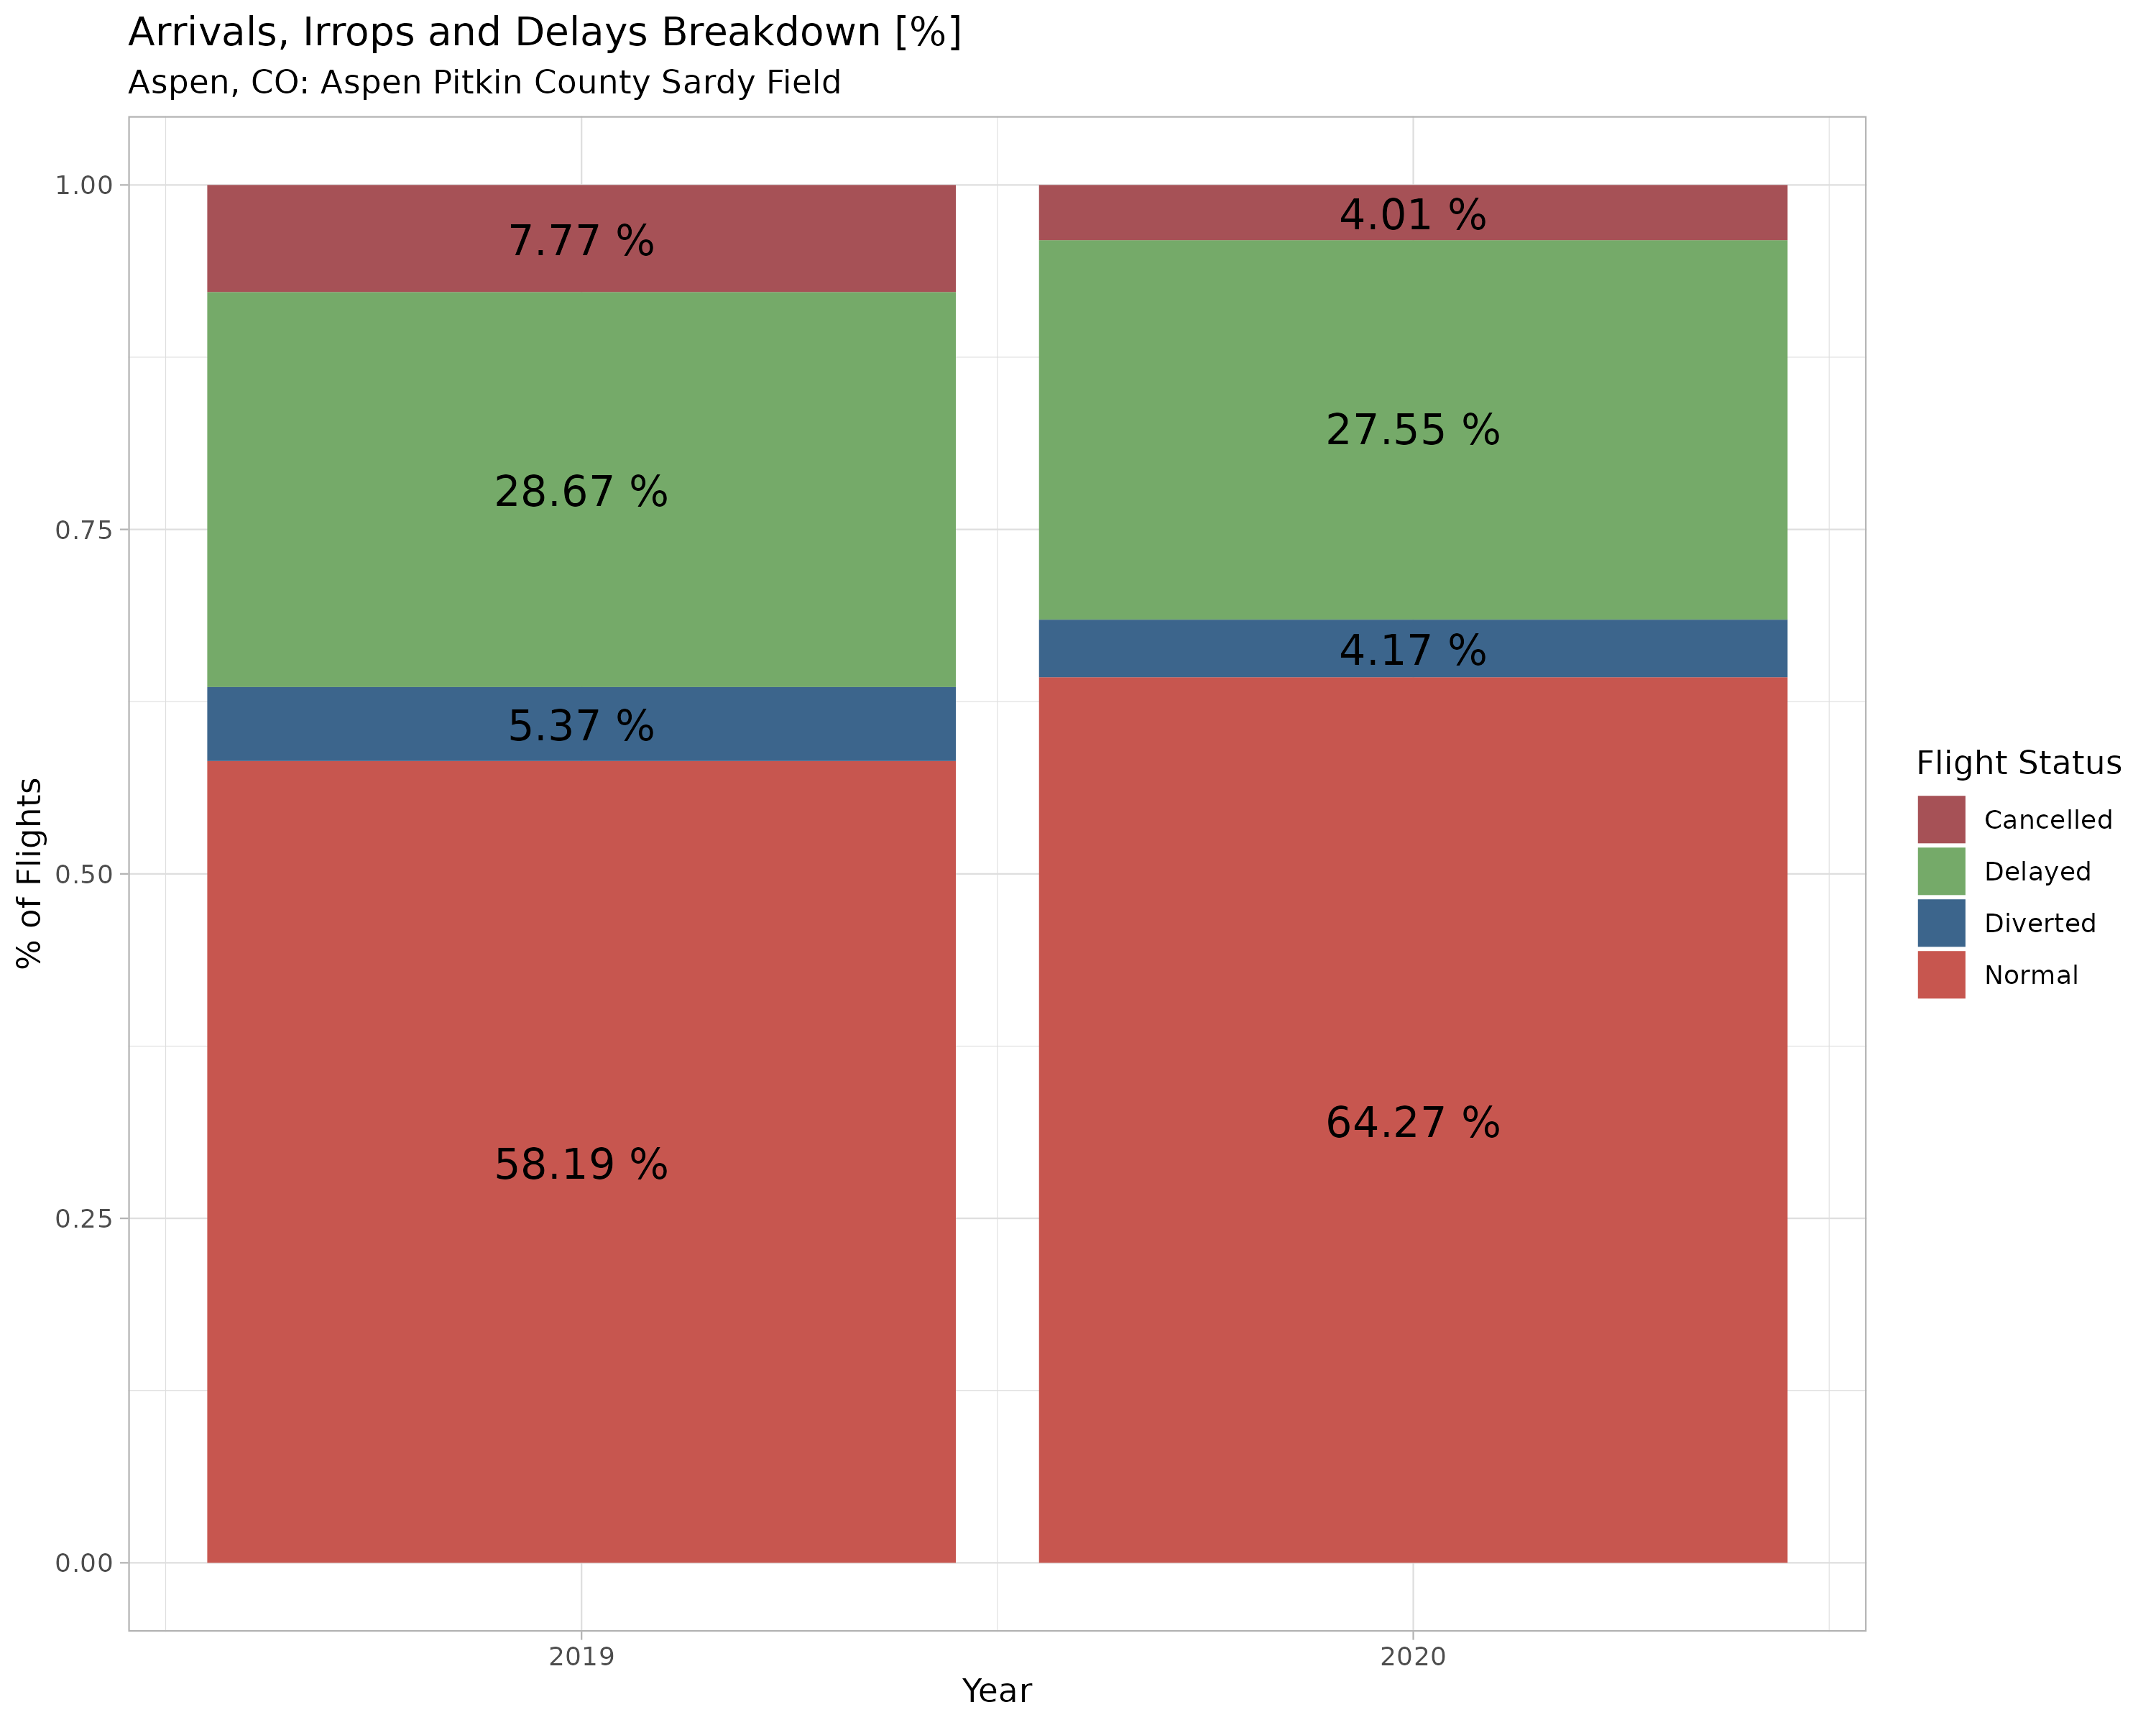 Arrivals, Irrops and Delays Breakdown [%]
Aspen, CO: Aspen Pitkin County Sardy Field
% of Flights
1.00
0.75
0.50
0.25
0.00
7.77 %
28.67 %
5.37 %
58.19 %
4.01 %
27.55 %
4.17 %
64.27 %
2019
2020
Year
Flight Status
Cancelled
Delayed
Diverted
Normal